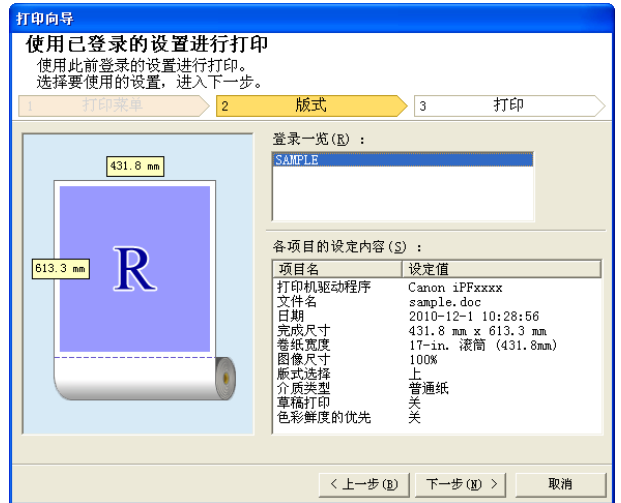 打印向导
使用已登录的设置进行打印
使用此前登录的设置进行打印。
选择要使用的设置，进入下一步。
1 打印菜单 2 版式 3 打印
431.8 mm
613.3 mm
R
登录一览(R)：
SAMPLE
各项目的设定内容(S)：
项目名 设定值
打印机驱动程序 Canon iPFxxxx
文件名 sample.doc
日期 2010-12-1 10:28:56
完成尺寸 431.8 mm x 613.3 mm
卷纸宽度 17-in. 滚筒 (431.8mm)
图像尺寸 100%
版式选择 上
介质类型 普通纸
草稿打印 关
色彩鲜度的优先 关
< 上一步(B) 下一步(N) > 取消